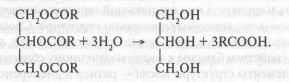 CH₂OCOR CH₂OH
CHOCOR + 3H₂O → CHOH + 3RCOOH.
CH₂OCOR CH₂OH